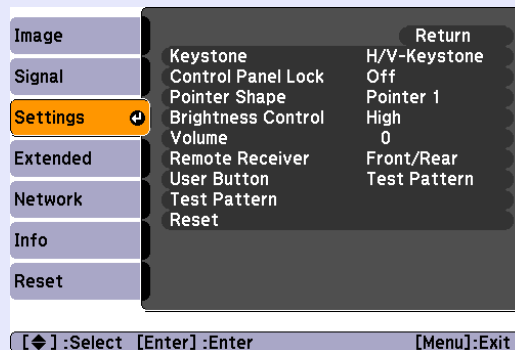 Image
Signal
Settings
Extended
Network
Info
Reset
Return
Keystone H/V-Keystone
Control Panel Lock Off
Pointer Shape Pointer 1
Brightness Control High
Volume 0
Remote Receiver Front/Rear
User Button Test Pattern
Test Pattern
Reset
[◆] :Select [Enter] :Enter [Menu]:Exit